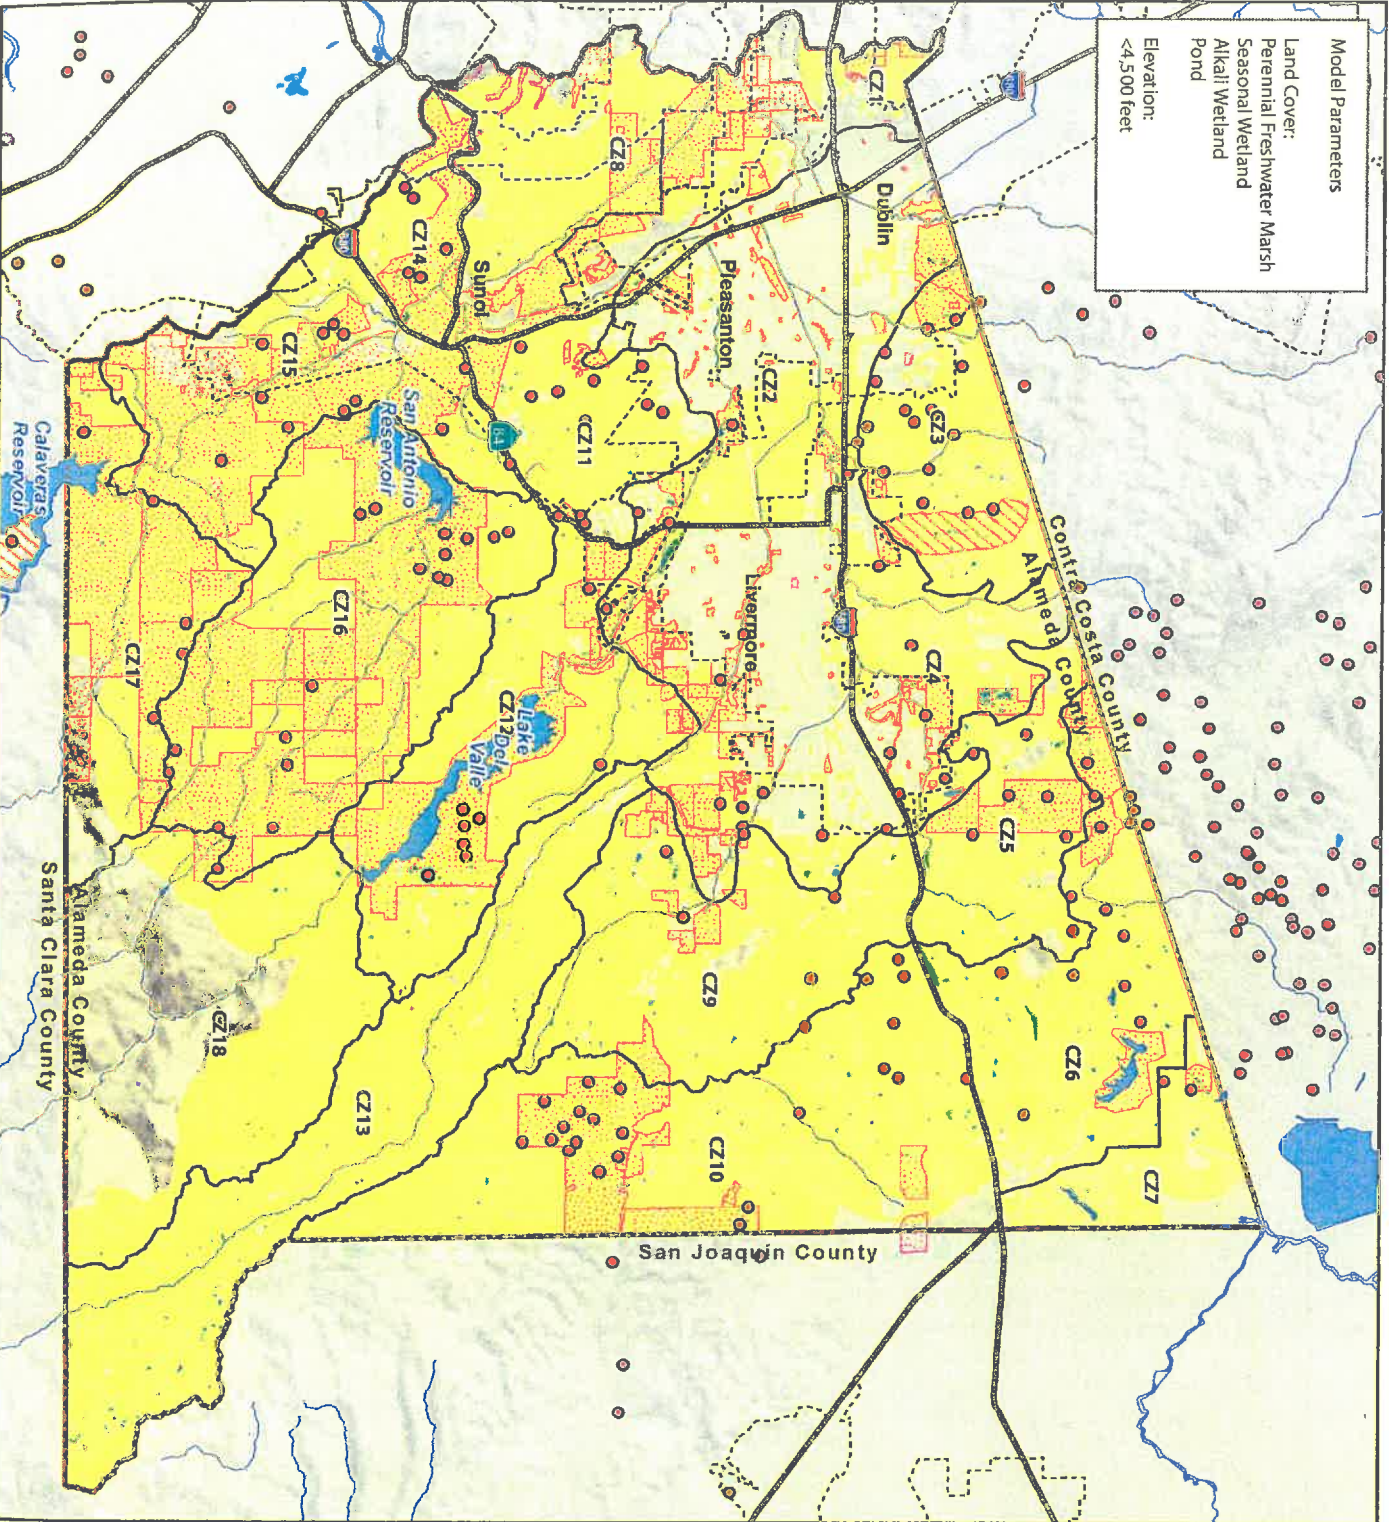 Model Parameters
Land Cover:
Perennial Freshwater Marsh
Seasonal Wetland
Alkali Wetland
Pond
Elevation:
<4,500 feet
Contra Costa County
Alameda County
CZ1
Dublin
CZ3
CZ4
CZ5
CZ6
CZ7
CZ8
Pleasanton
CZ2
Livermore
CZ9
CZ10
San Joaquin County
Sunol
84
CZ11
CZ14
CZ15
San Antonio
Reservoir
CZ16
Lake
Del
Valle
CZ12
CZ13
CZ17
CZ18
Calaveras
Reservoir
Alameda County
Santa Clara County